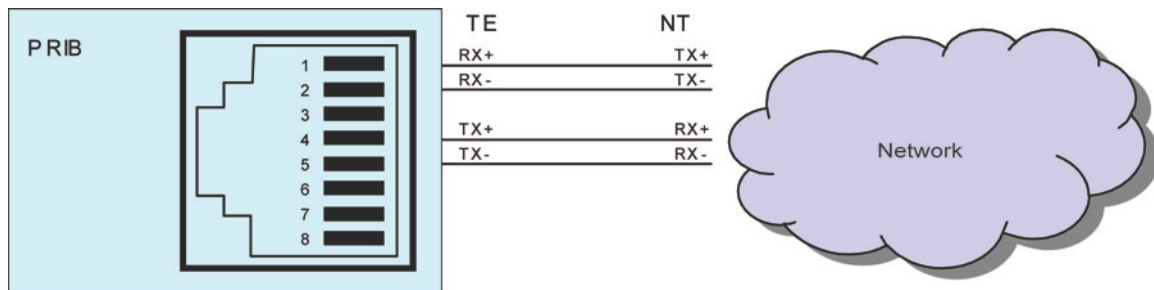 PRIB
TE NT
1 RX+ TX+
2 RX- TX-
3
4 TX+ RX+
5 TX- RX-
6
7
8
Network